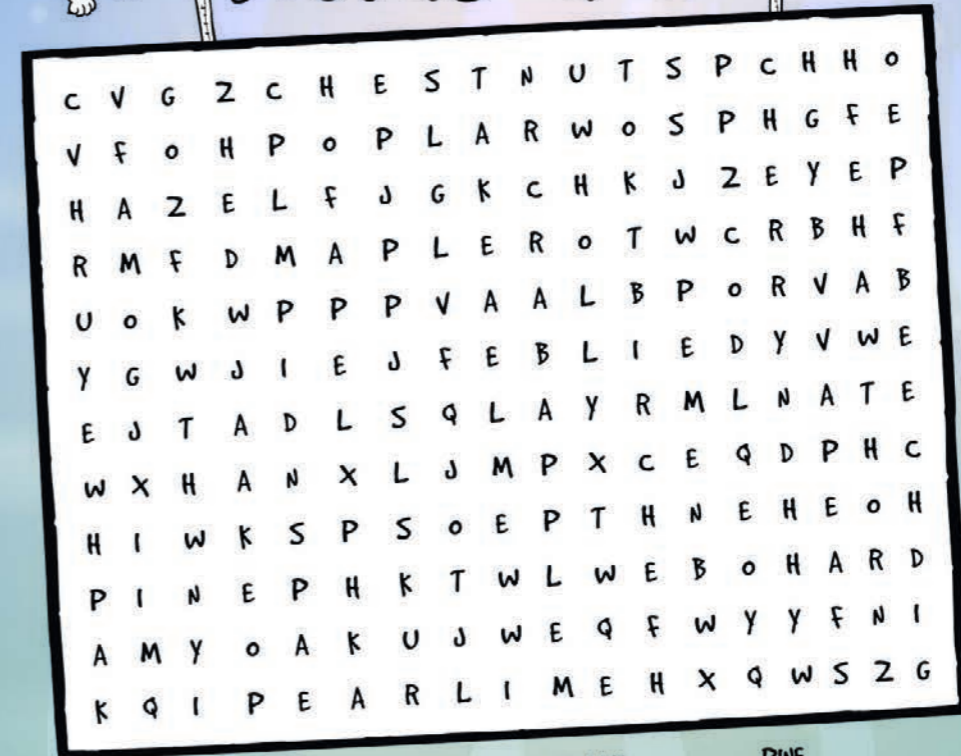 C V G Z C H E S T N U T S P C H H O
V F O H P O P L A R W O S P H G F E
H A Z E L F J G K C H K J Z E Y E P
R M F D M A P L E R O T W C R B H F
U O K W P P P V A A L B P O R V A B
Y G W J I E J F E B L I E D Y V W E
E J T A D L S Q L A Y R M L N A T E
W X H A N X L J M P X C E Q D P H C
H I W K S P S O E P T H N E H E O H
P I N E P H K T W L W E B O H A R D
A M Y O A K U J W E Q F W Y Y F N I
K Q I P E A R L I M E H X Q W S Z G